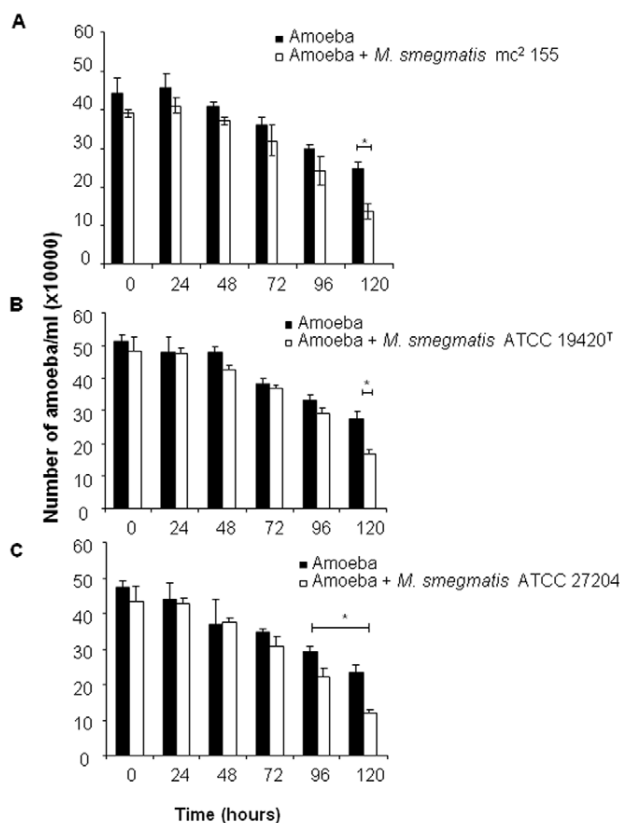 A
Amoeba
Amoeba + M. smegmatis mc² 155
60
50
40
30
20
10
0
*
0 24 48 72 96 120
B
Amoeba
Amoeba + M. smegmatis ATCC 19420ᵀ
60
50
40
30
20
10
0
*
0 24 48 72 96 120
Number of amoeba/ml (x10000)
C
Amoeba
Amoeba + M. smegmatis ATCC 27204
60
50
40
30
20
10
0
*
0 24 48 72 96 120
Time (hours)